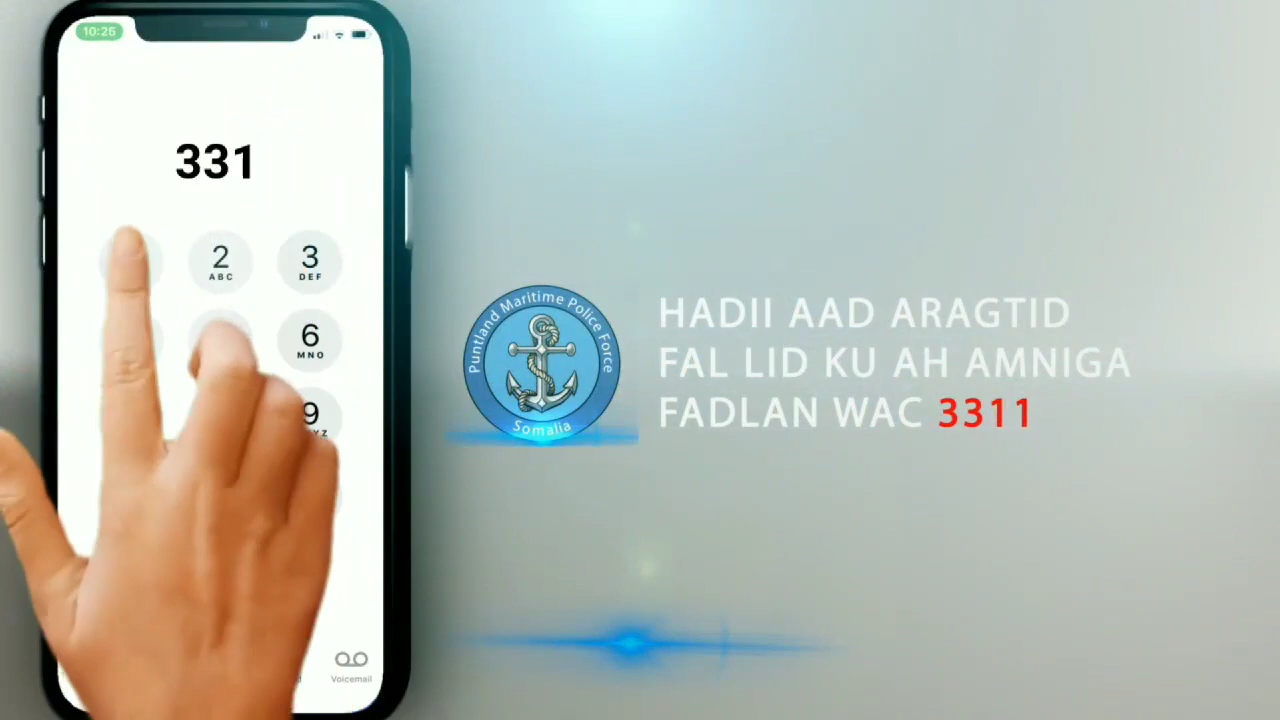 10:25
331
2
ABC
3
DEF
6
MNO
9
Voicemail
Puntland Maritime Police Force
Somalia
HADII AAD ARAGTID
FAL LID KU AH AMNIGA
FADLAN WAC 3311